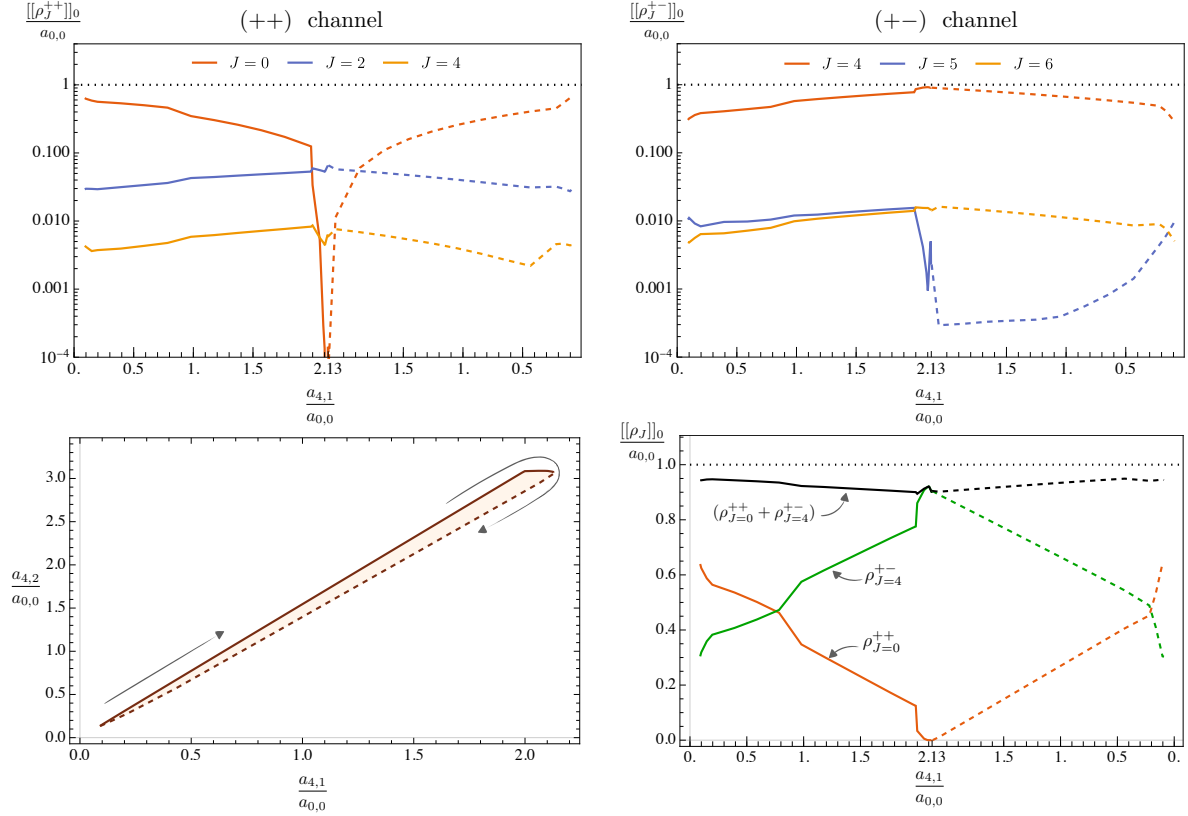 [[ρ_J^{++}]]_0 / a_{0,0}
(++) channel
J = 0 J = 2 J = 4
1
0.100
0.010
0.001
10^{-4}
0. 0.5 1. 1.5 2.13 1.5 1. 0.5
a_{4,1} / a_{0,0}
[[ρ_J^{+-}]]_0 / a_{0,0}
(+−) channel
J = 4 J = 5 J = 6
1
0.100
0.010
0.001
10^{-4}
0. 0.5 1. 1.5 2.13 1.5 1. 0.5
a_{4,1} / a_{0,0}
a_{4,2} / a_{0,0}
3.0
2.5
2.0
1.5
1.0
0.5
0.0
0.0 0.5 1.0 1.5 2.0
a_{4,1} / a_{0,0}
[[ρ_J]]_0 / a_{0,0}
1.0
0.8
0.6
0.4
0.2
0.0
(ρ_{J=0}^{++} + ρ_{J=4}^{+-})
ρ_{J=4}^{+-}
ρ_{J=0}^{++}
0. 0.5 1. 1.5 2.13 1.5 1. 0.5 0.
a_{4,1} / a_{0,0}